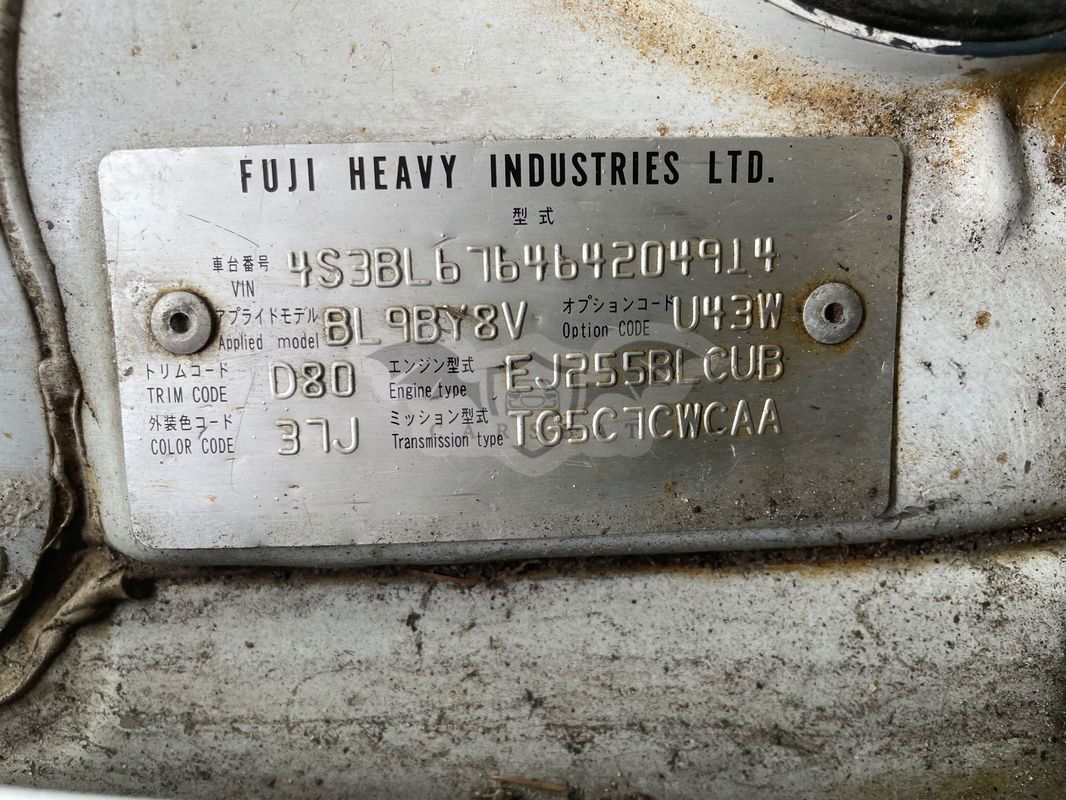 FUJI HEAVY INDUSTRIES LTD.
型式
車台番号 VIN 4S3BL676464204914
アプライドモデル Applied model BL9BY8V オプションコード Option CODE U43W
トリムコード TRIM CODE D80 エンジン型式 Engine type EJ255BLCUB
外装色コード COLOR CODE 37J ミッション型式 Transmission type TG5C7CWCAA